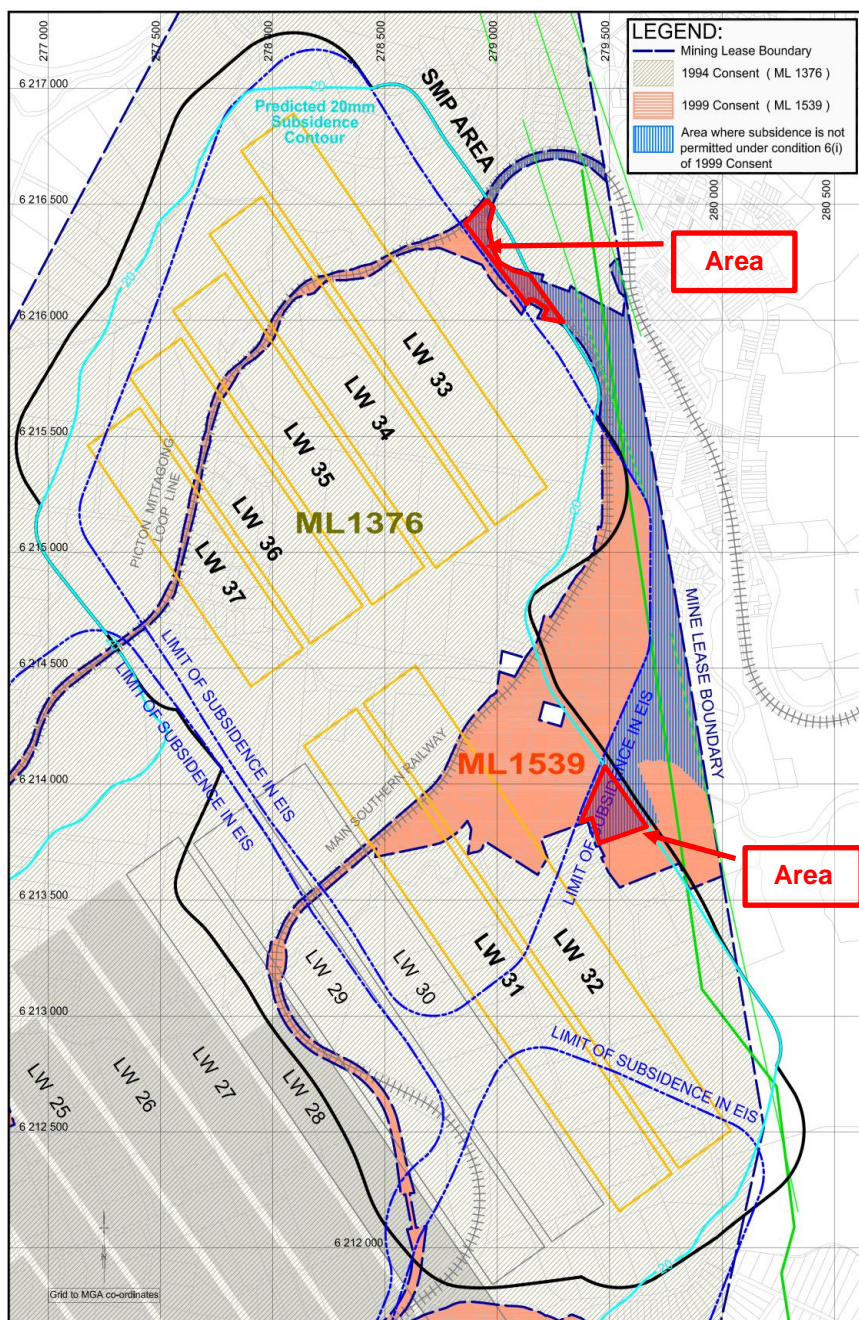 277 000
277 500
278 000
278 500
279 000
279 500
280 000
280 500
LEGEND:
Mining Lease Boundary
1994 Consent ( ML 1376 )
1999 Consent ( ML 1539 )
Area where subsidence is not
permitted under condition 6(i)
of 1999 Consent
6 217 000
20
Predicted 20mm
Subsidence
Contour
SMP AREA
6 216 500
Area
20
6 216 000
LW 33
LW 34
6 215 500
LW 35
PICTON MITTAGONG
LOOP LINE
LW 36
ML1376
20
LW 37
6 215 000
MINE LEASE BOUNDARY
6 214 500
LIMIT OF SUBSIDENCE IN EIS
LIMIT OF SUBSIDENCE IN EIS
MAIN SOUTHERN RAILWAY
ML1539
6 214 000
LIMIT OF SUBSIDENCE IN EIS
Area
6 213 500
LW 29
LW 30
LW 31
LW 32
6 213 000
LIMIT OF SUBSIDENCE IN EIS
LW 25
LW 26
LW 27
LW 28
6 212 500
6 212 000
20
N
Grid to MGA co-ordinates